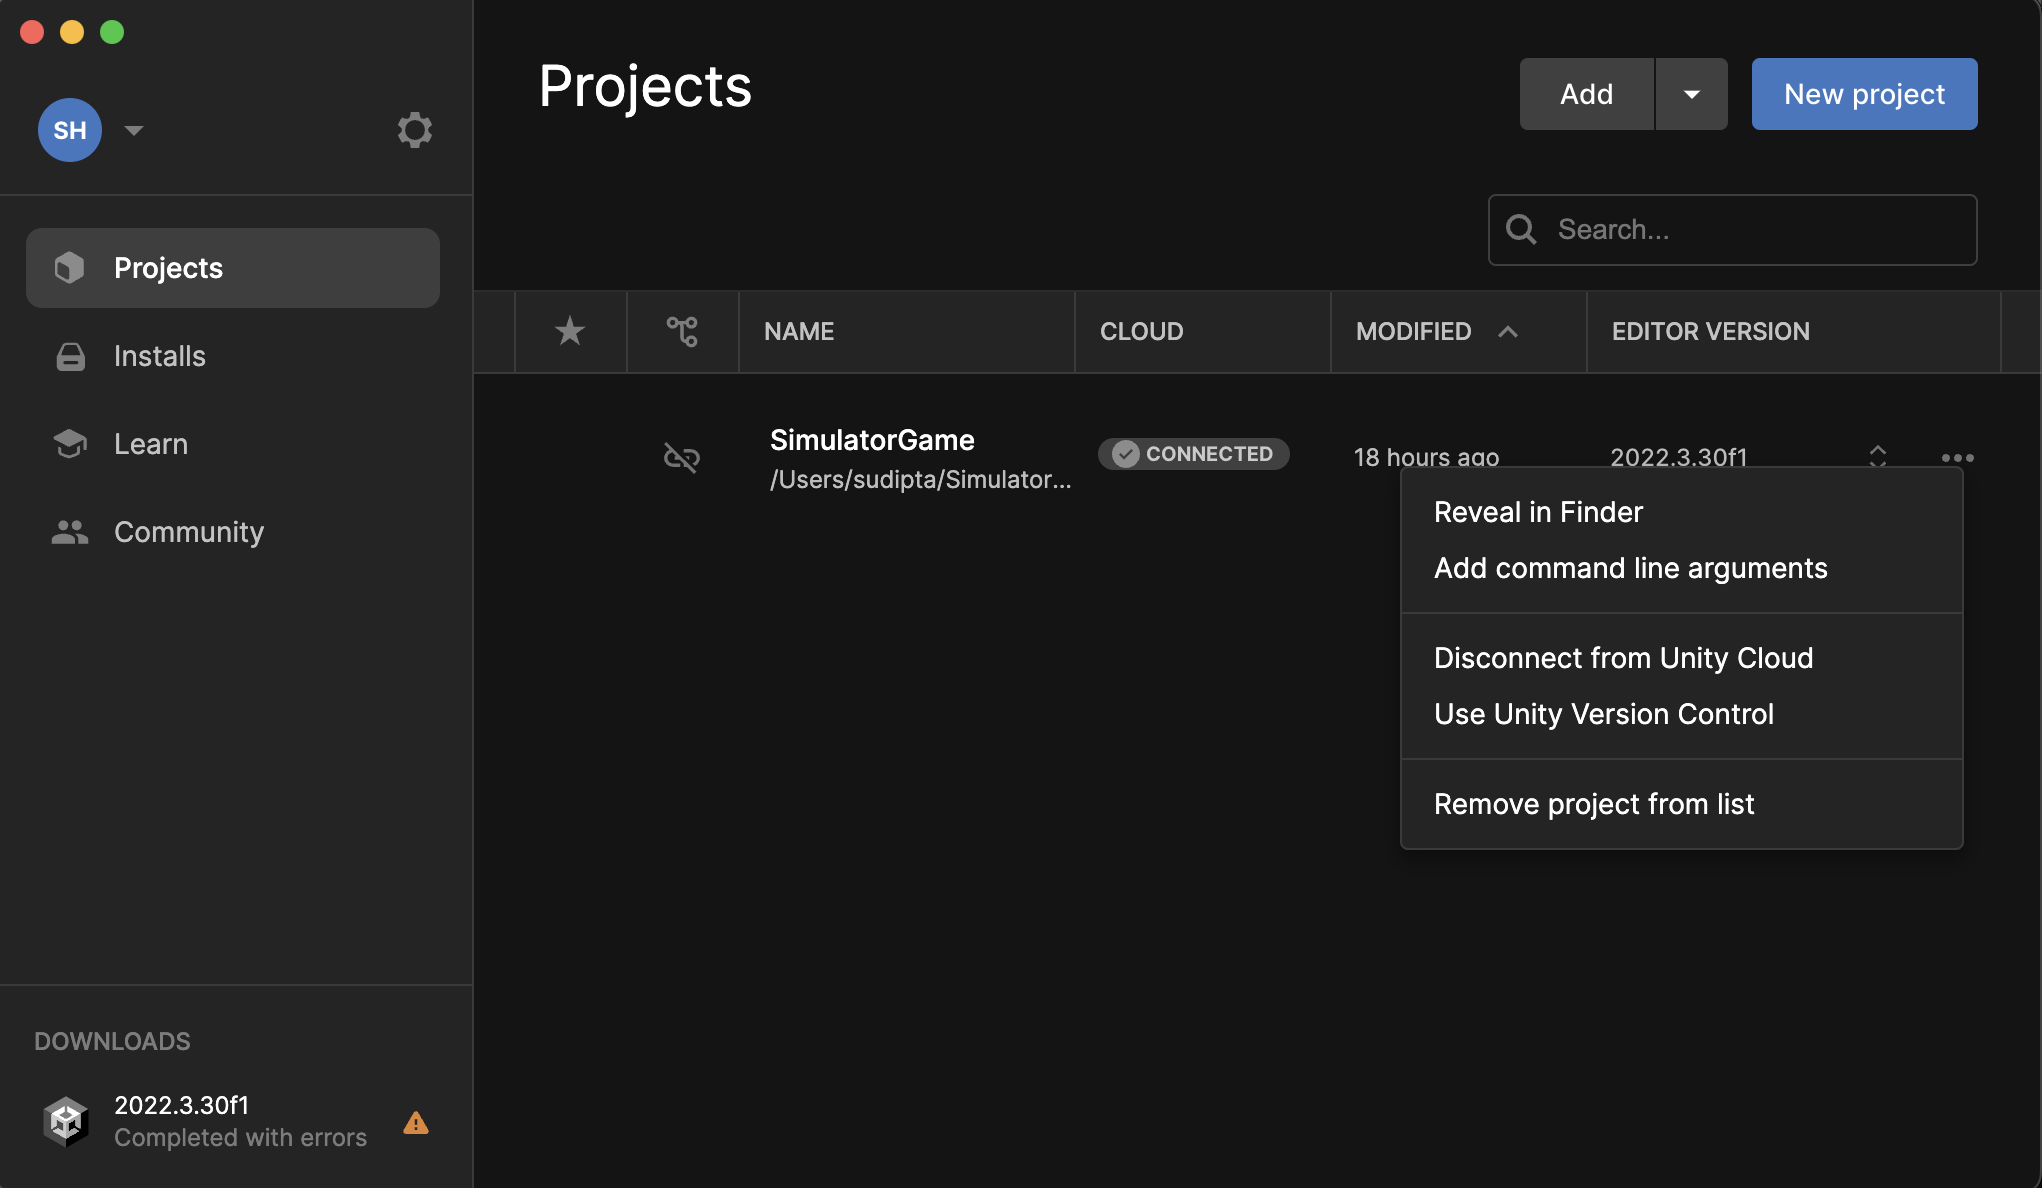 SH
Projects
Installs
Learn
Community
DOWNLOADS
2022.3.30f1
Completed with errors
Projects
Add
New project
Search...
NAME
CLOUD
MODIFIED
EDITOR VERSION
SimulatorGame
/Users/sudipta/Simulator...
CONNECTED
18 hours ago
2022.3.30f1
Reveal in Finder
Add command line arguments
Disconnect from Unity Cloud
Use Unity Version Control
Remove project from list